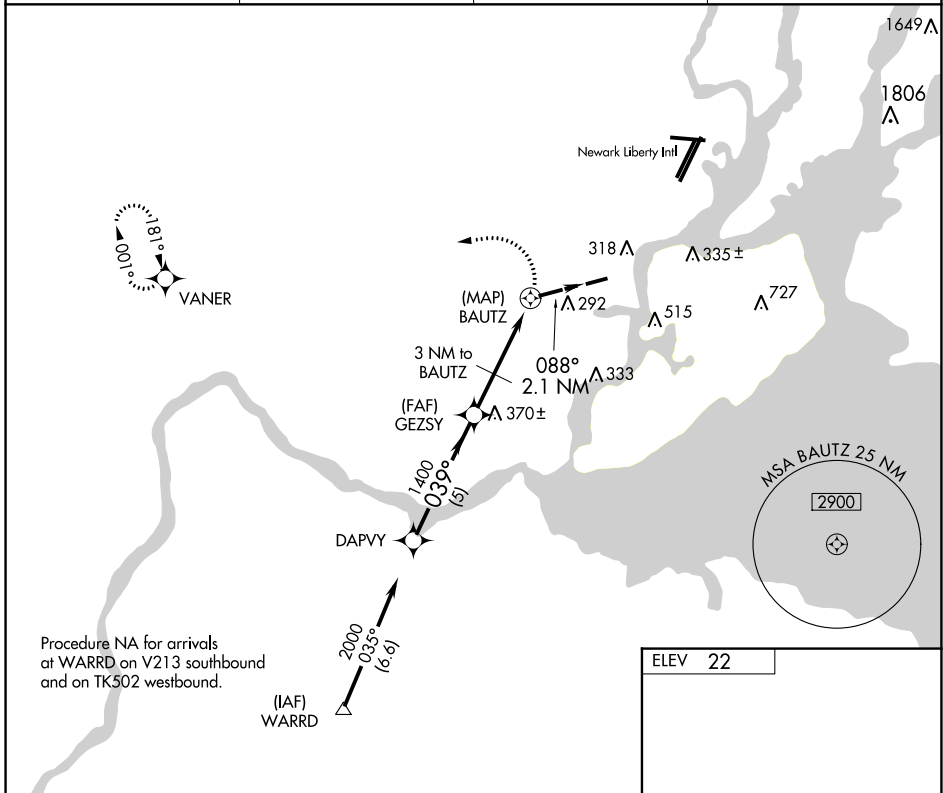 1649
1806
Newark Liberty Intl
001°
181°
VANER
318
335±
(MAP)
BAUTZ
292
727
515
3 NM to
BAUTZ
088°
2.1 NM
333
(FAF)
GEZSY
370±
1400
039°
(5)
MSA BAUTZ 25 NM
2900
DAPVY
2000
035°
(6.6)
Procedure NA for arrivals
at WARRD on V213 southbound
and on TK502 westbound.
(IAF)
WARRD
ELEV 22